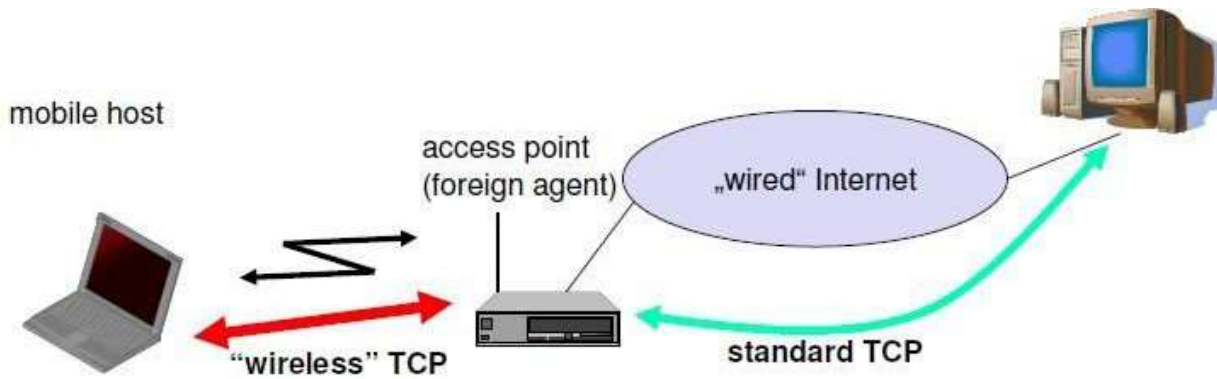 mobile host
access point
(foreign agent)
„wired“ Internet
“wireless” TCP
standard TCP